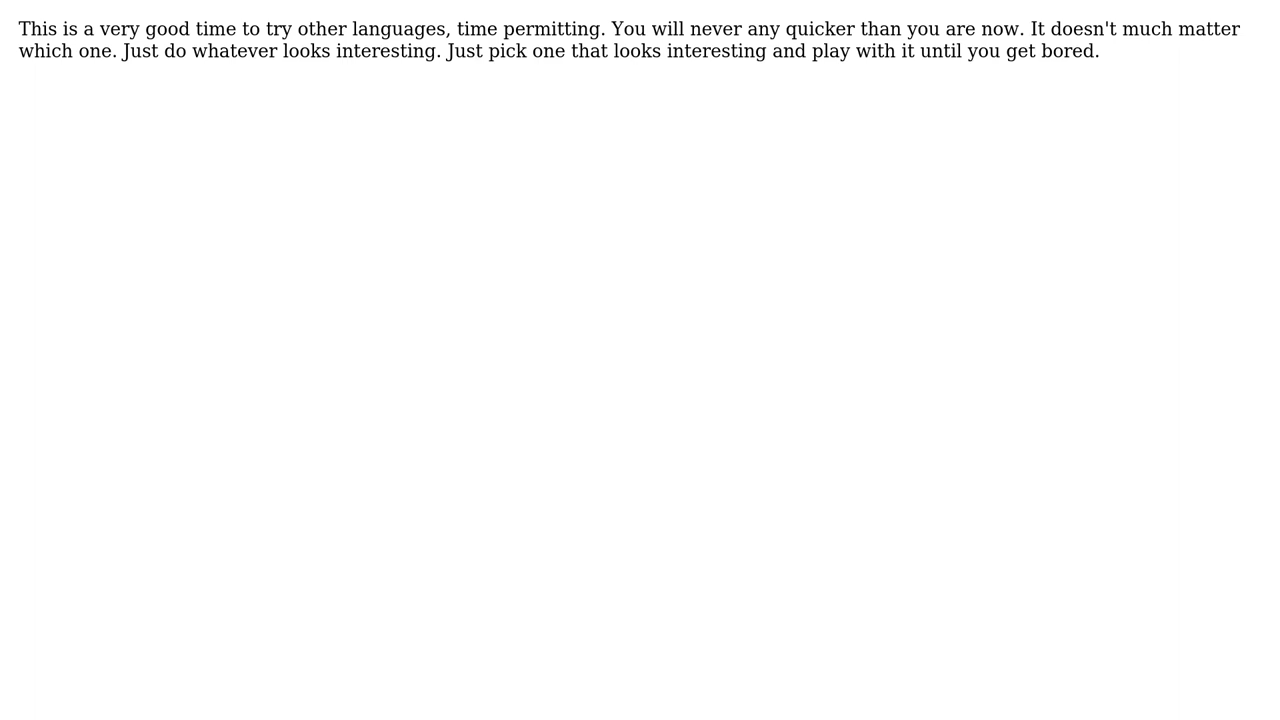 This is a very good time to try other languages, time permitting. You will never any quicker than you are now. It doesn't much matter
which one. Just do whatever looks interesting. Just pick one that looks interesting and play with it until you get bored.